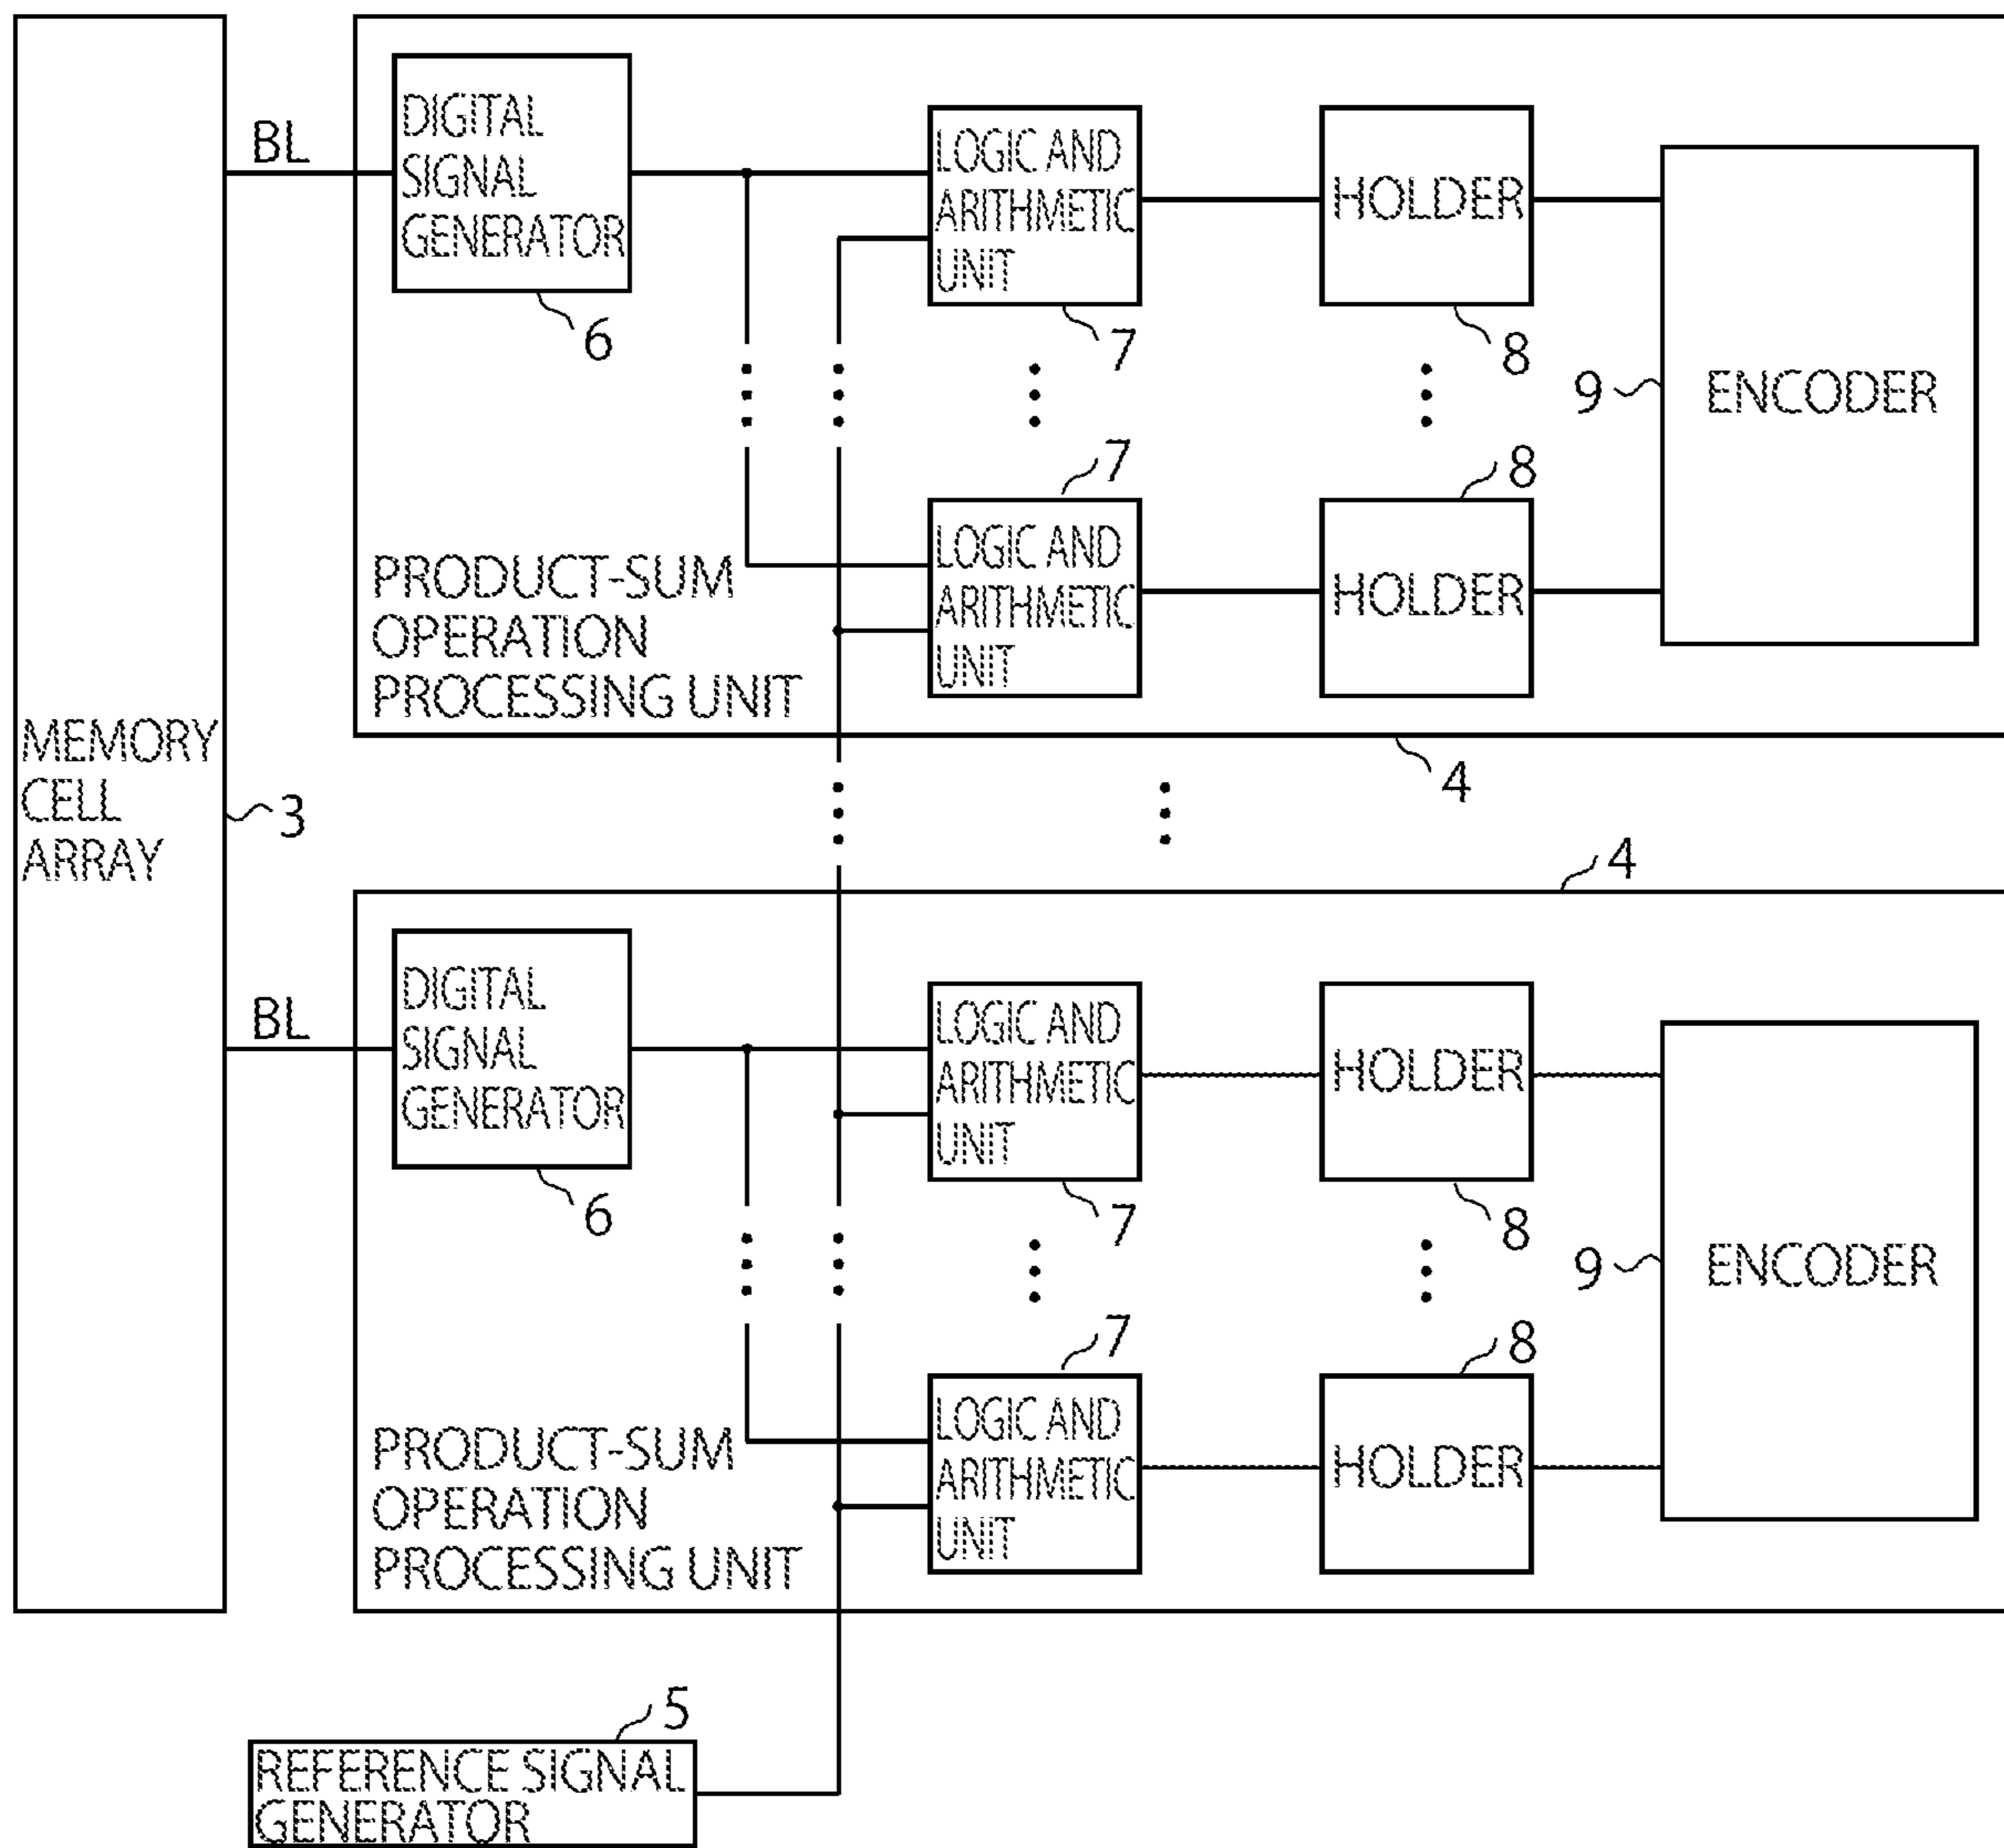 MEMORY
CELL
ARRAY
3
BL
DIGITAL
SIGNAL
GENERATOR
6
LOGIC AND
ARITHMETIC
UNIT
7
HOLDER
8
9
ENCODER
7
LOGIC AND
ARITHMETIC
UNIT
8
HOLDER
PRODUCT-SUM
OPERATION
PROCESSING UNIT
4
4
BL
DIGITAL
SIGNAL
GENERATOR
6
LOGIC AND
ARITHMETIC
UNIT
7
HOLDER
8
9
ENCODER
7
LOGIC AND
ARITHMETIC
UNIT
8
HOLDER
PRODUCT-SUM
OPERATION
PROCESSING UNIT
5
REFERENCE SIGNAL
GENERATOR